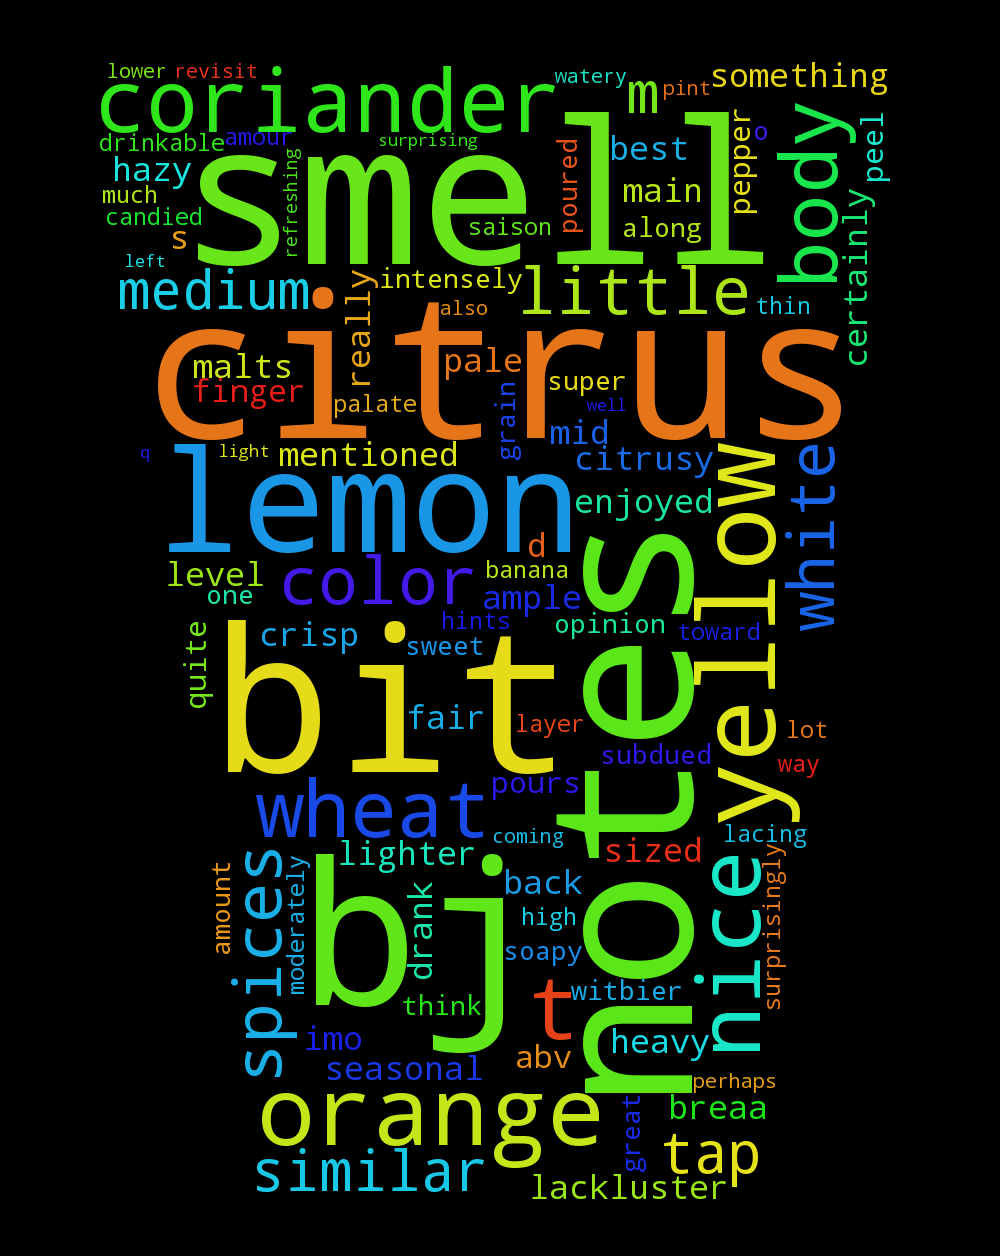 lower
revisit
coriander
watery
m
pint
something
drinkable
amour
surprising
smell
hazy
refreshing
poured
best
pepper
o
peel
body
much
candied
s
saison
main
along
certainly
left
medium
really
intensely
also
little
thin
citrus
malts
finger
palate
pale
grain
super
well
mid
q
light
mentioned
citrusy
lemon
enjoyed
yellow
white
level
one
color
d
banana
ample
hints
opinion
toward
notes
quite
crisp
sweet
bit
fair
layer
subdued
lot
way
wheat
pours
coming
lacing
sized
lighter
spices
amount
moderately
bj
drank
back
high
soapy
nice
surprisingly
think
t
witbier
imo
seasonal
abv
heavy
perhaps
orange
great
breaa
similar
tap
lackluster